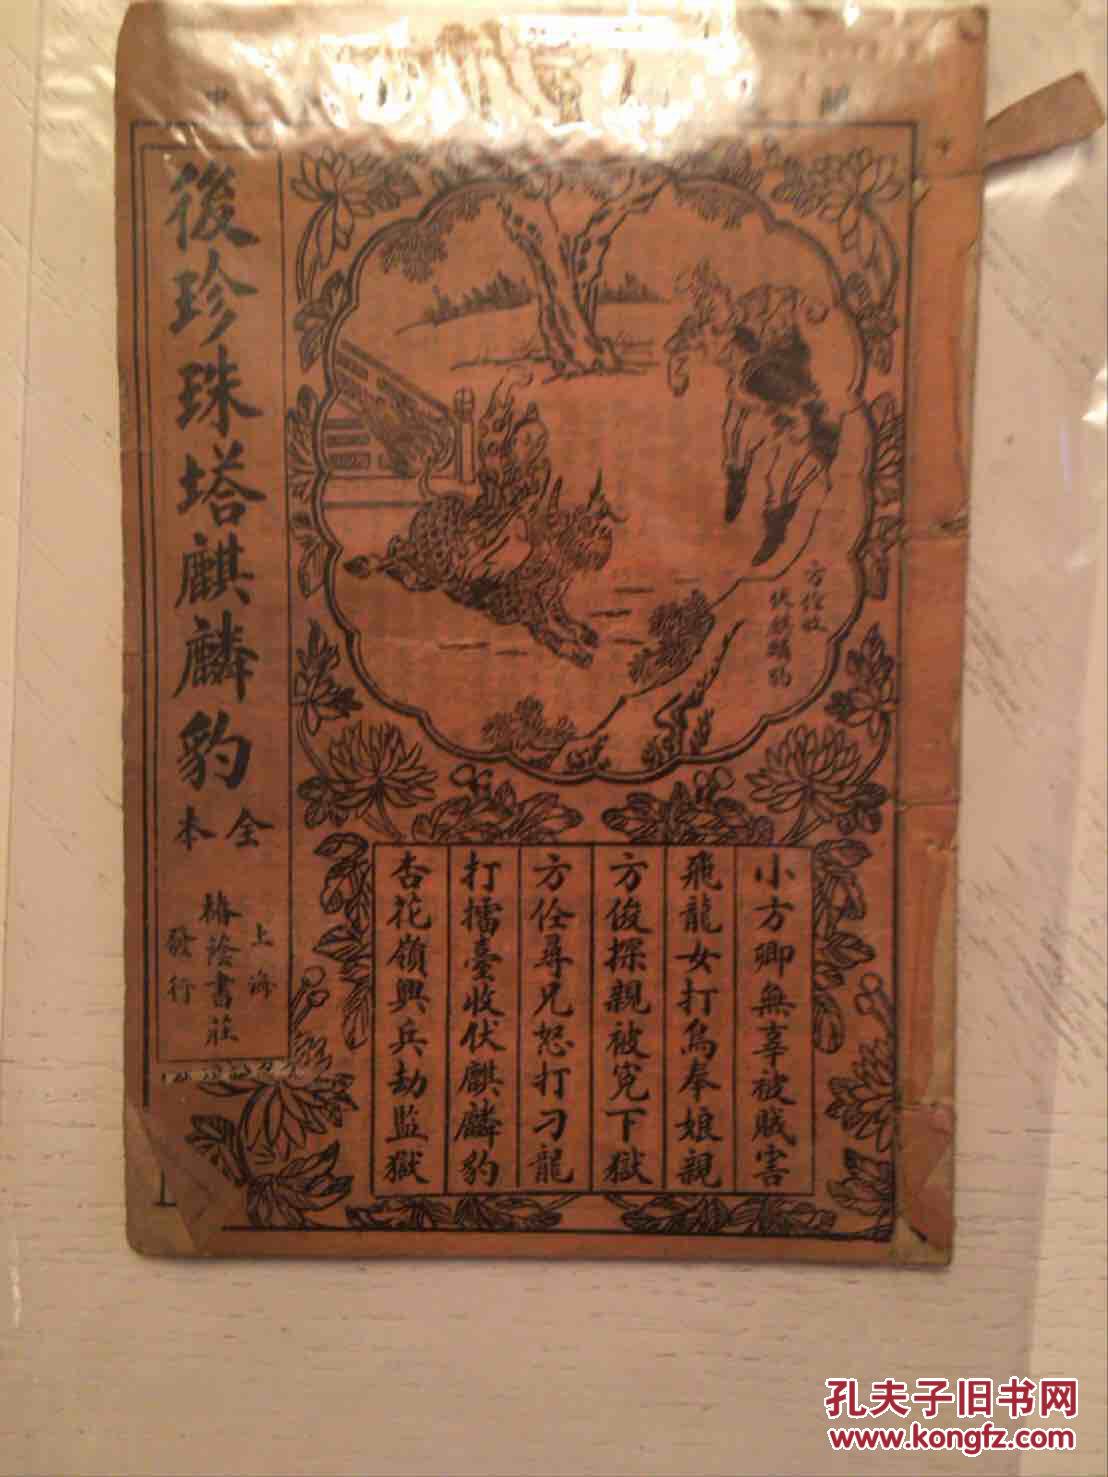 後珍珠塔麒麟豹
全本
上海
梅蔭書莊
發行
方佺收
伏麒麟豹
小方卿無辜被賊害
飛龍女打鳥奉娘親
方俊探親被冤下獄
方佺尋兄怒打刁龍
打擂臺收伏麒麟豹
杏花嶺興兵劫監獄
孔夫子旧书网
www.kongfz.com